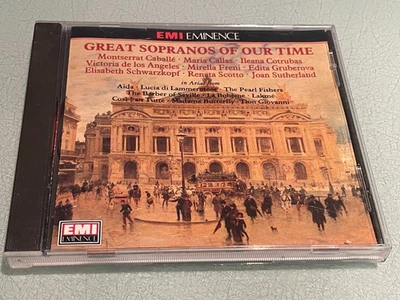 EMI EMINENCE
GREAT SOPRANOS OF OUR TIME
Montserrat Caballé · Maria Callas · Ileana Cotrubas
Victoria de los Angeles · Mirella Freni · Edita Gruberova
Elisabeth Schwarzkopf · Renata Scotto · Joan Sutherland
in Arias from
Aida · Lucia di Lammermoor · The Pearl Fishers
The Barber of Seville · La Bohème · Lakmé
Così Fan Tutte · Madama Butterfly · Don Giovanni
EMI
EMINENCE